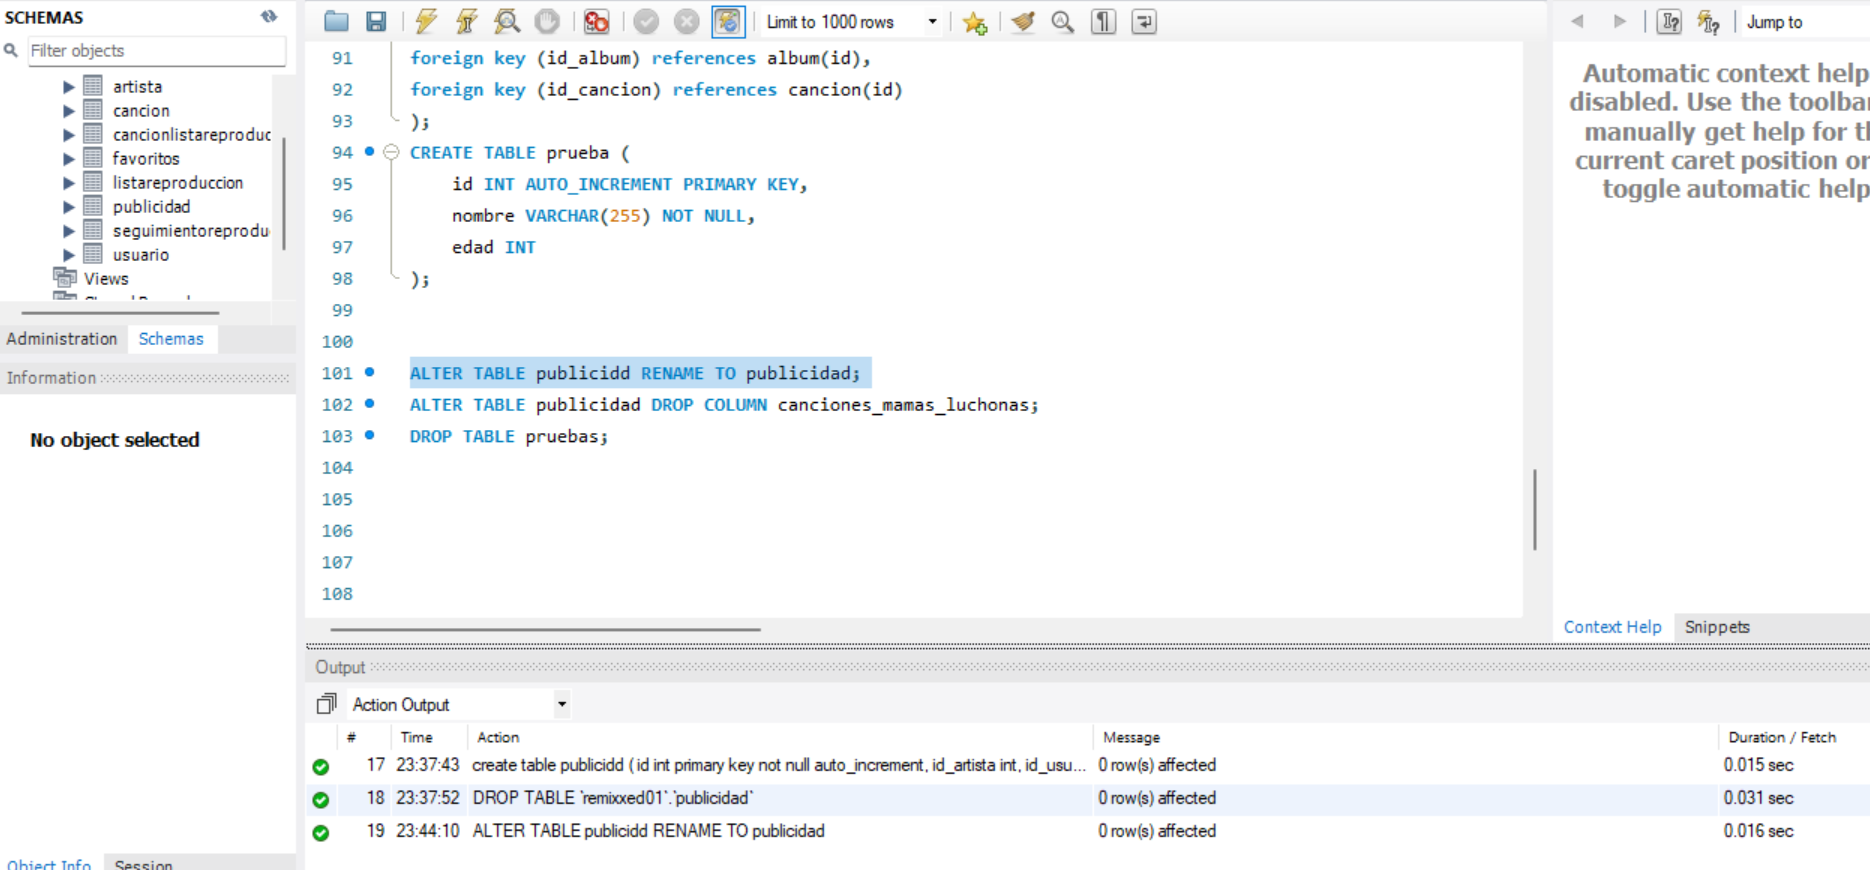 SCHEMAS
Filter objects
artista
cancion
cancionlistareproduc
favoritos
listareproduccion
publicidad
seguimientoreprodu
usuario
Views
Administration Schemas
Information
No object selected
Object Info Session
Limit to 1000 rows
91 foreign key (id_album) references album(id),
92 foreign key (id_cancion) references cancion(id)
93 );
94 CREATE TABLE prueba (
95 id INT AUTO_INCREMENT PRIMARY KEY,
96 nombre VARCHAR(255) NOT NULL,
97 edad INT
98 );
99
100
101 ALTER TABLE publicidd RENAME TO publicidad;
102 ALTER TABLE publicidad DROP COLUMN canciones_mamas_luchonas;
103 DROP TABLE pruebas;
104
105
106
107
108
Jump to
Automatic context help
disabled. Use the toolbar
manually get help for th
current caret position or
toggle automatic help
Context Help Snippets
Output
Action Output
# Time Action Message Duration / Fetch
17 23:37:43 create table publicidd ( id int primary key not null auto_increment, id_artista int, id_usu... 0 row(s) affected 0.015 sec
18 23:37:52 DROP TABLE `remixxed01`.`publicidad` 0 row(s) affected 0.031 sec
19 23:44:10 ALTER TABLE publicidd RENAME TO publicidad 0 row(s) affected 0.016 sec